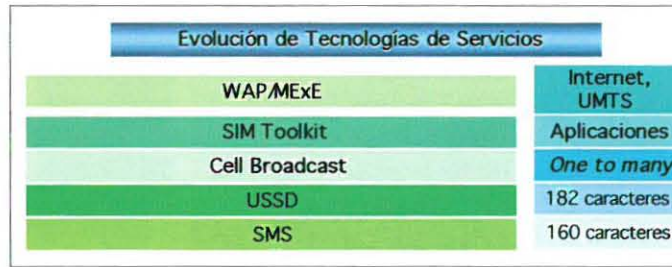 Evolución de Tecnologías de Servicios
WAP/MExE
Internet,
UMTS
SIM Toolkit
Aplicaciones
Cell Broadcast
One to many
USSD
182 caracteres
SMS
160 caracteres